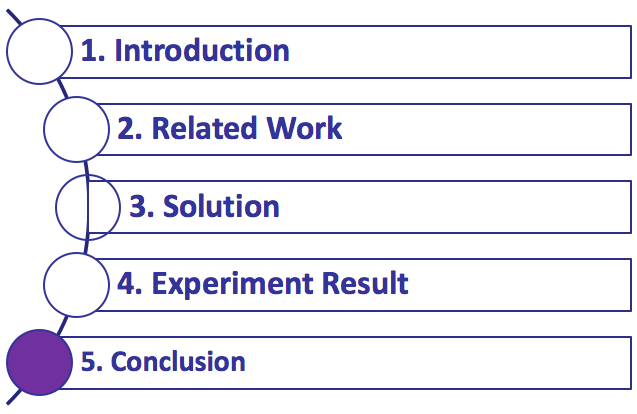 1. Introduction
2. Related Work
3. Solution
4. Experiment Result
5. Conclusion